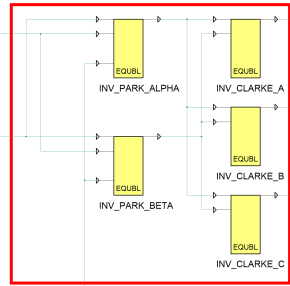 EQUBL
INV_PARK_ALPHA
EQUBL
INV_CLARKE_A
EQUBL
INV_PARK_BETA
EQUBL
INV_CLARKE_B
EQUBL
INV_CLARKE_C